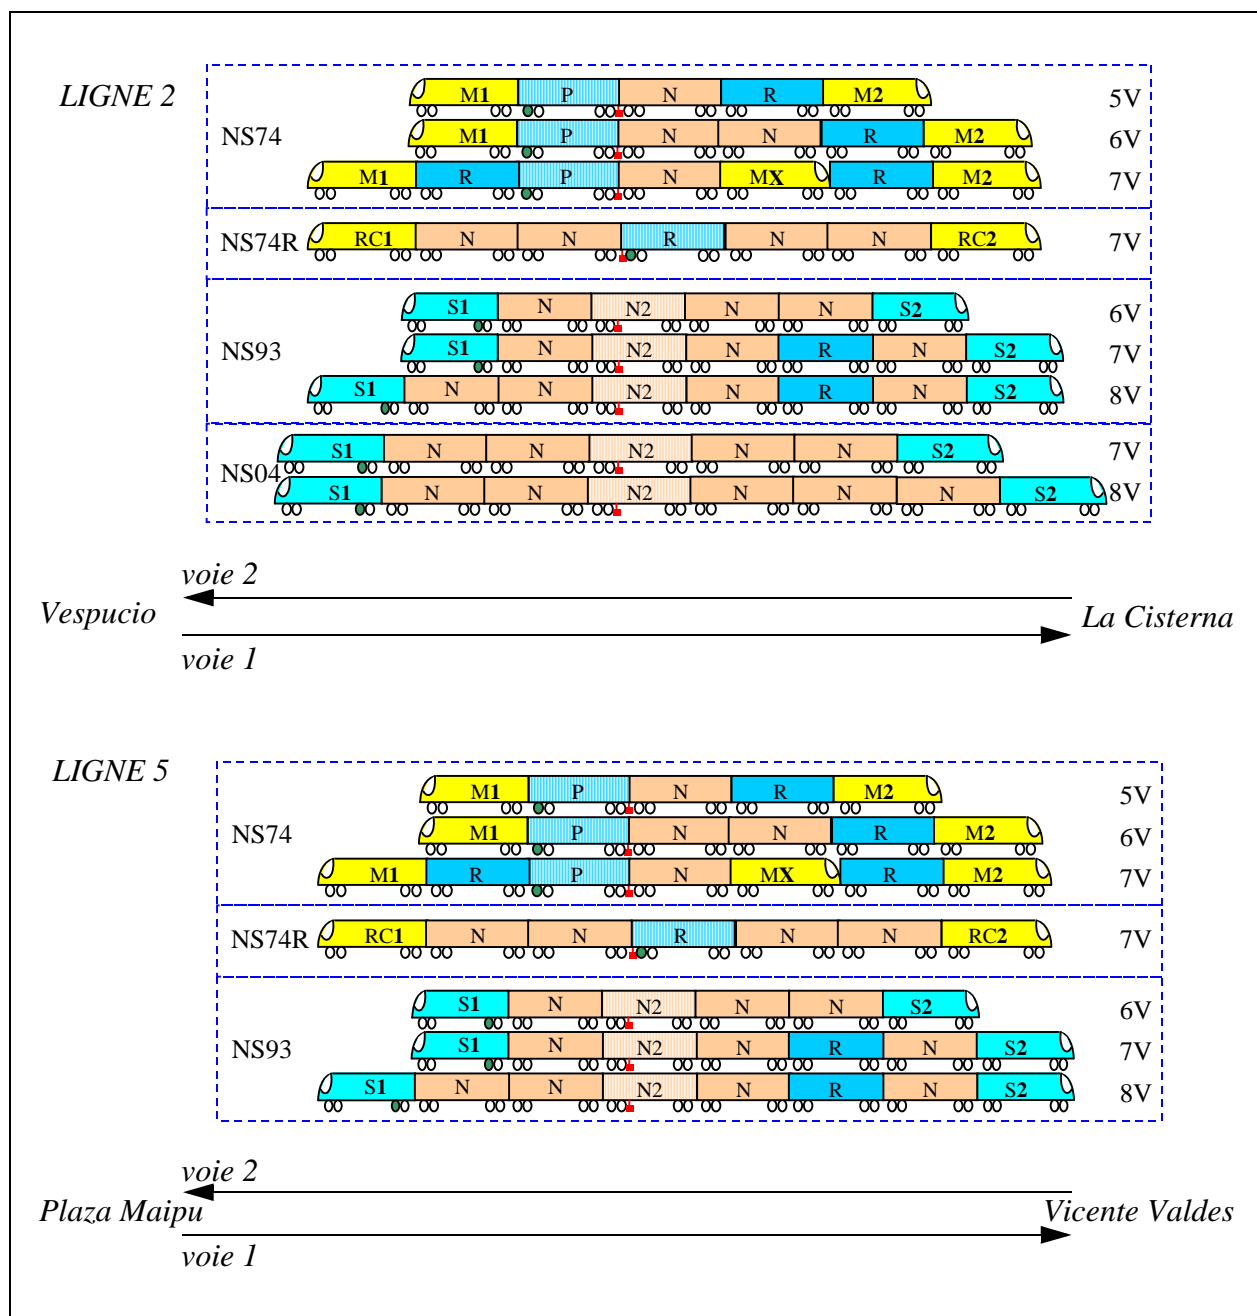 LIGNE 2
M1 P N R M2 5V
NS74
M1 P N N R M2 6V
M1 R P N MX R M2 7V
NS74R RC1 N N R N N RC2 7V
S1 N N2 N N S2 6V
NS93
S1 N N2 N R N S2 7V
S1 N N N2 N R N S2 8V
S1 N N N2 N N S2 7V
NS04
S1 N N N2 N N N S2 8V
voie 2
Vespucio La Cisterna
voie 1
LIGNE 5
M1 P N R M2 5V
NS74
M1 P N N R M2 6V
M1 R P N MX R M2 7V
NS74R RC1 N N R N N RC2 7V
S1 N N2 N N S2 6V
NS93
S1 N N2 N R N S2 7V
S1 N N N2 N R N S2 8V
voie 2
Plaza Maipu Vicente Valdes
voie 1